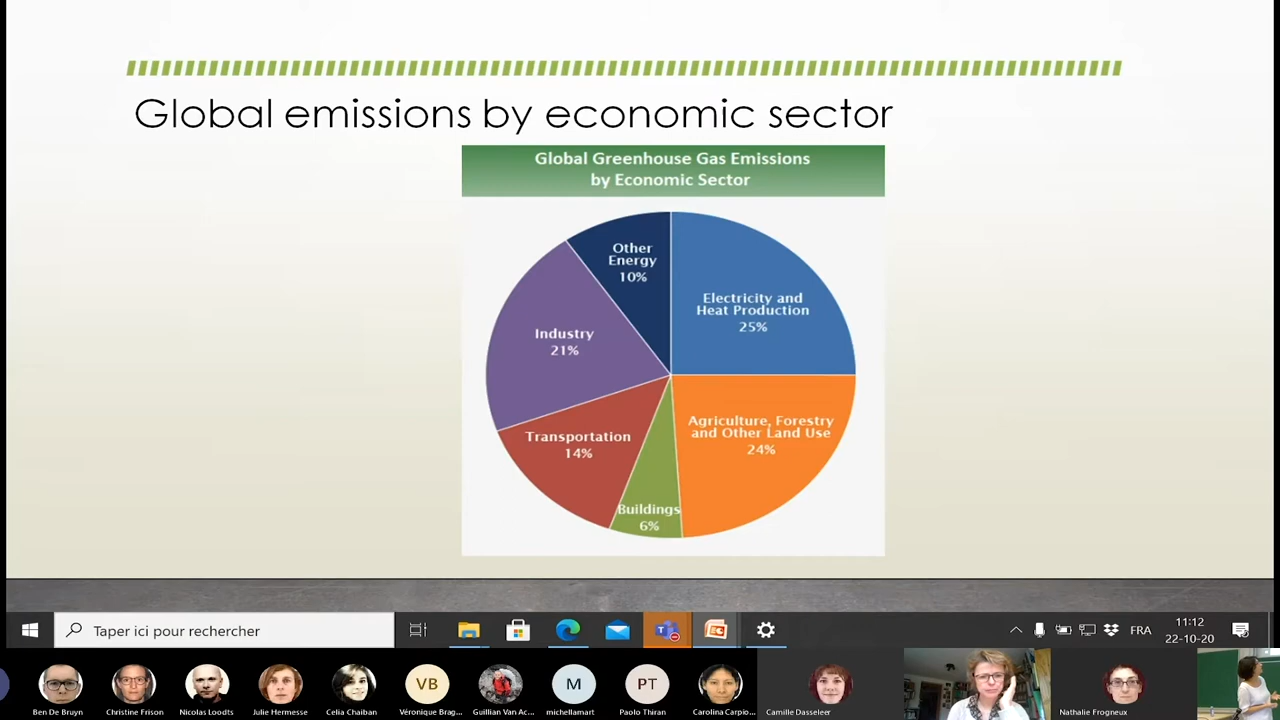 Global emissions by economic sector
Global Greenhouse Gas Emissions
by Economic Sector
Other
Energy
10%
Electricity and
Heat Production
25%
Industry
21%
Agriculture, Forestry
and Other Land Use
24%
Transportation
14%
Buildings
6%
Taper ici pour rechercher
FRA
11:12
22-10-20
VB
M
PT
Ben De Bruyn
Christine Frison
Nicolas Loodts
Julie Hermesse
Celia Chaiban
Véronique Brag...
Guillian Van Ac...
michellamart
Paolo Thiran
Carolina Carpio...
Camille Dasseleer
Nathalie Frogneux